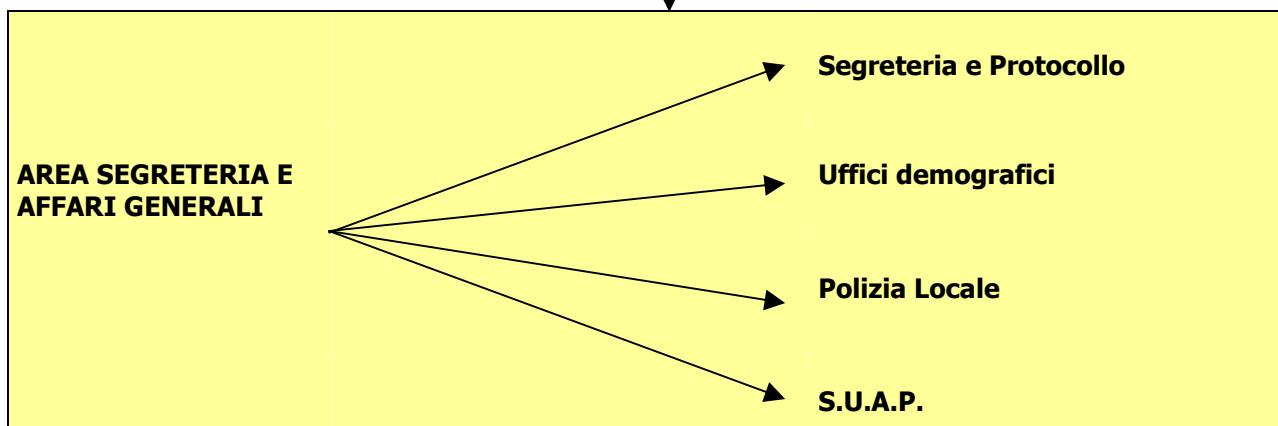 Segreteria e Protocollo
AREA SEGRETERIA E
AFFARI GENERALI
Uffici demografici
Polizia Locale
S.U.A.P.